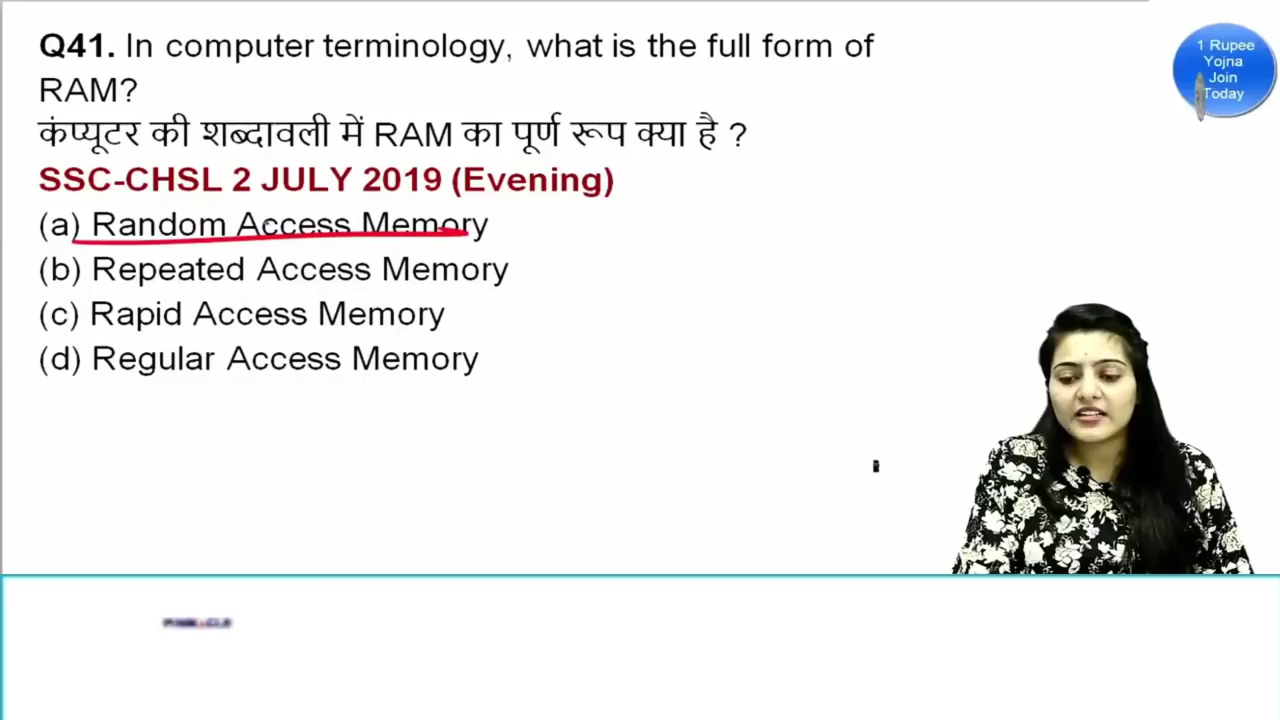 Q41. In computer terminology, what is the full form of
RAM?
कंप्यूटर की शब्दावली में RAM का पूर्ण रूप क्या है ?
SSC-CHSL 2 JULY 2019 (Evening)
(a) Random Access Memory
(b) Repeated Access Memory
(c) Rapid Access Memory
(d) Regular Access Memory
1 Rupee
Yojna
Join
Today